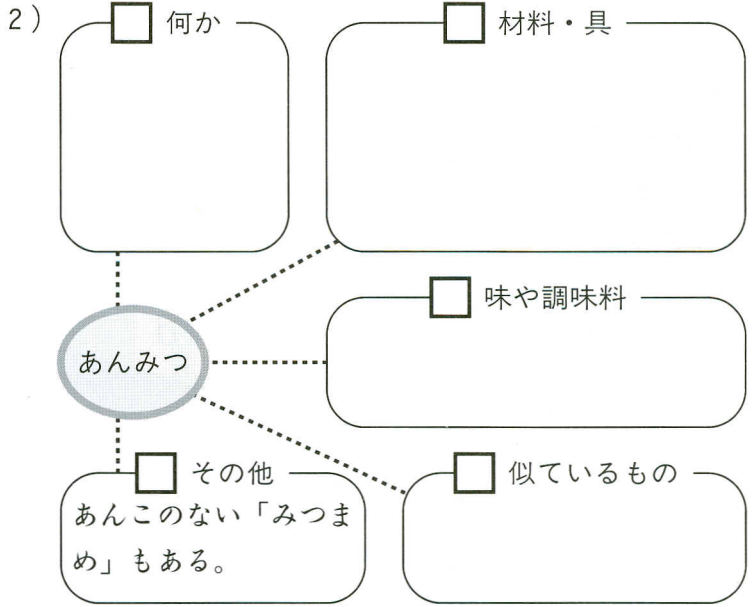 2）
何か
材料・具
味や調味料
あんみつ
その他
あんこのない「みつま
め」もある。
似ているもの